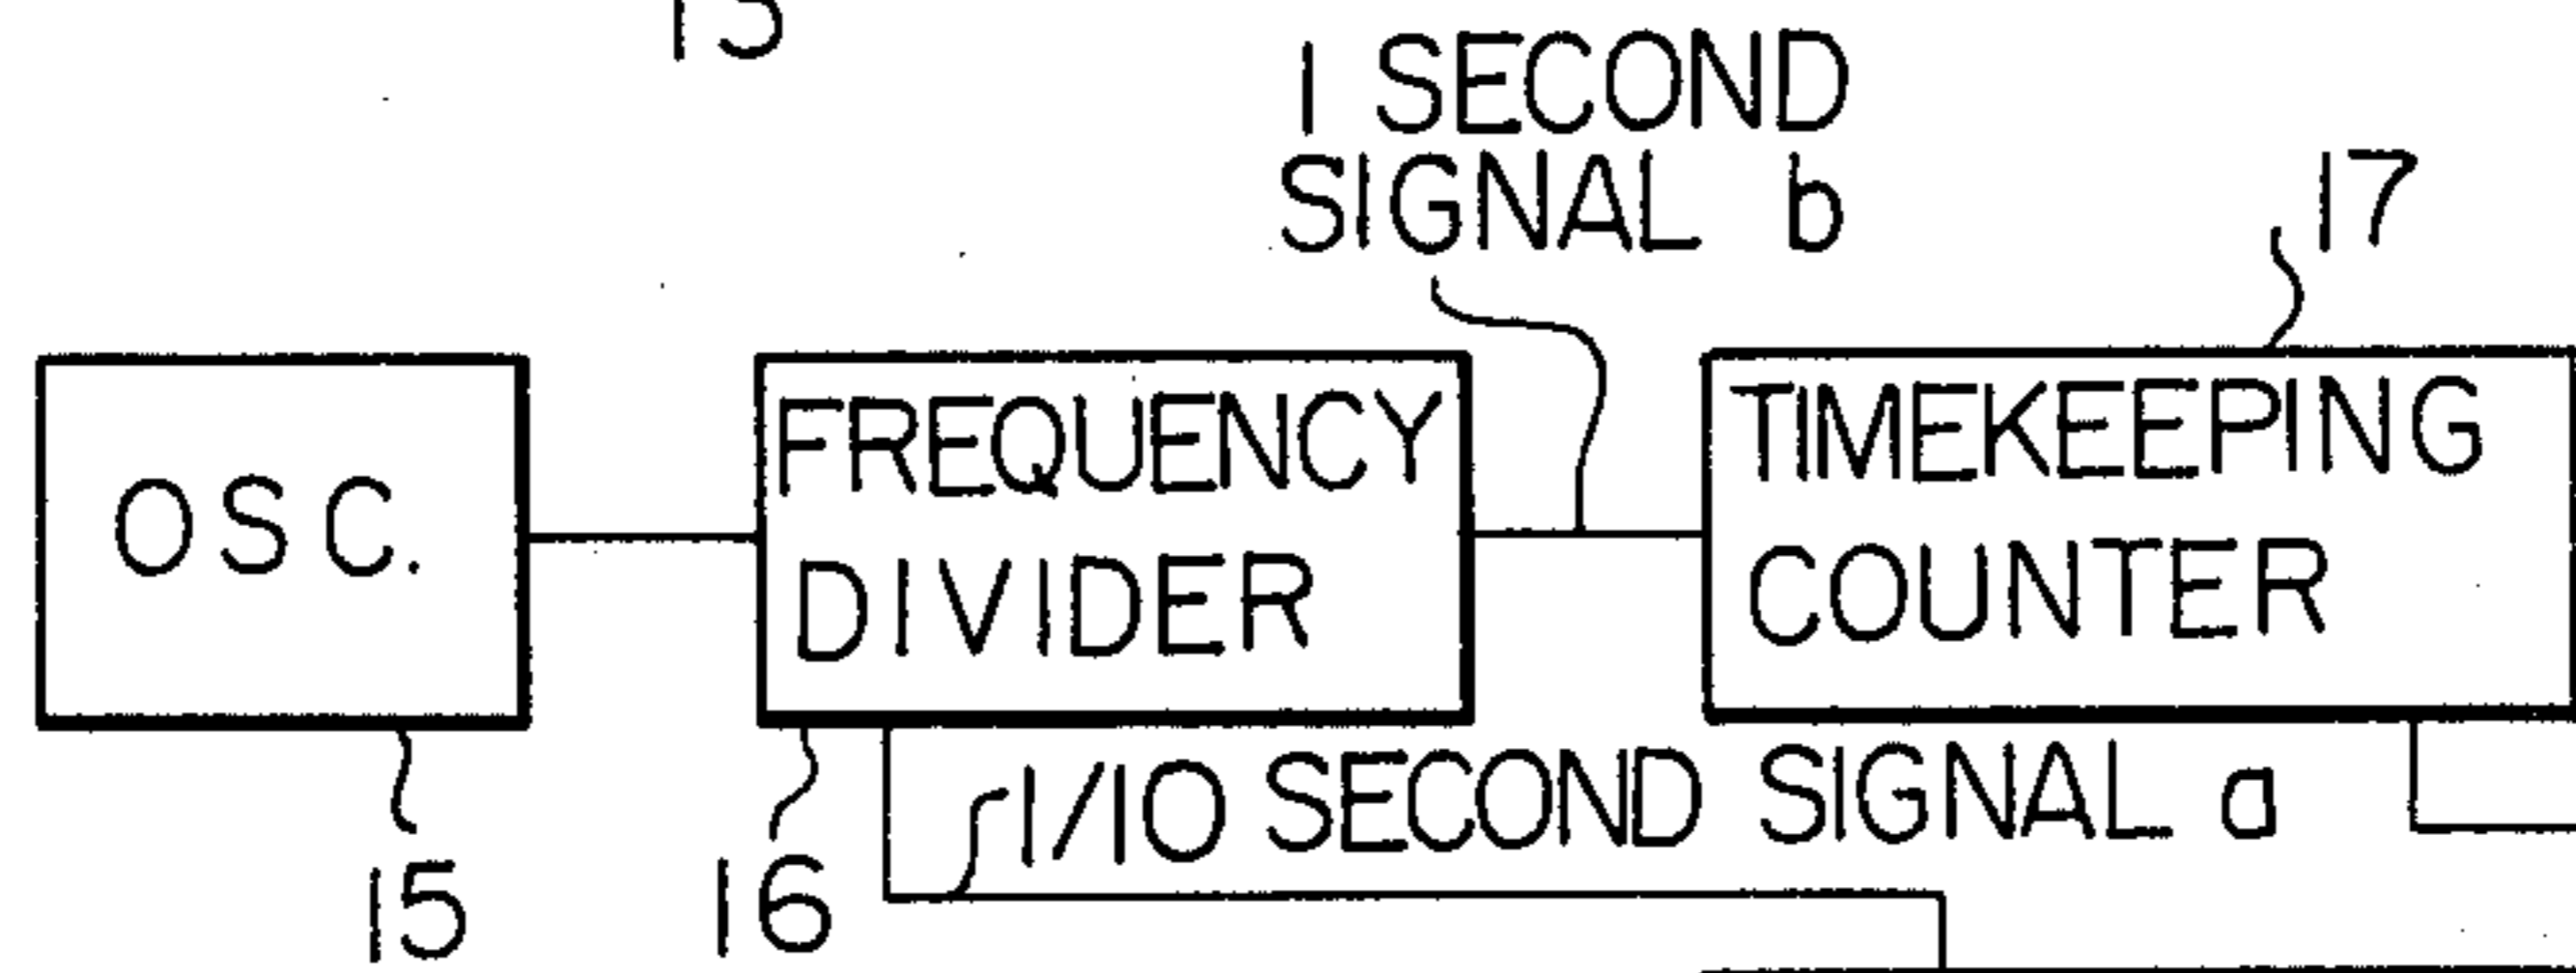 1 SECOND
SIGNAL b
17
OSC.
FREQUENCY
DIVIDER
TIMEKEEPING
COUNTER
1/10 SECOND SIGNAL a
15
16